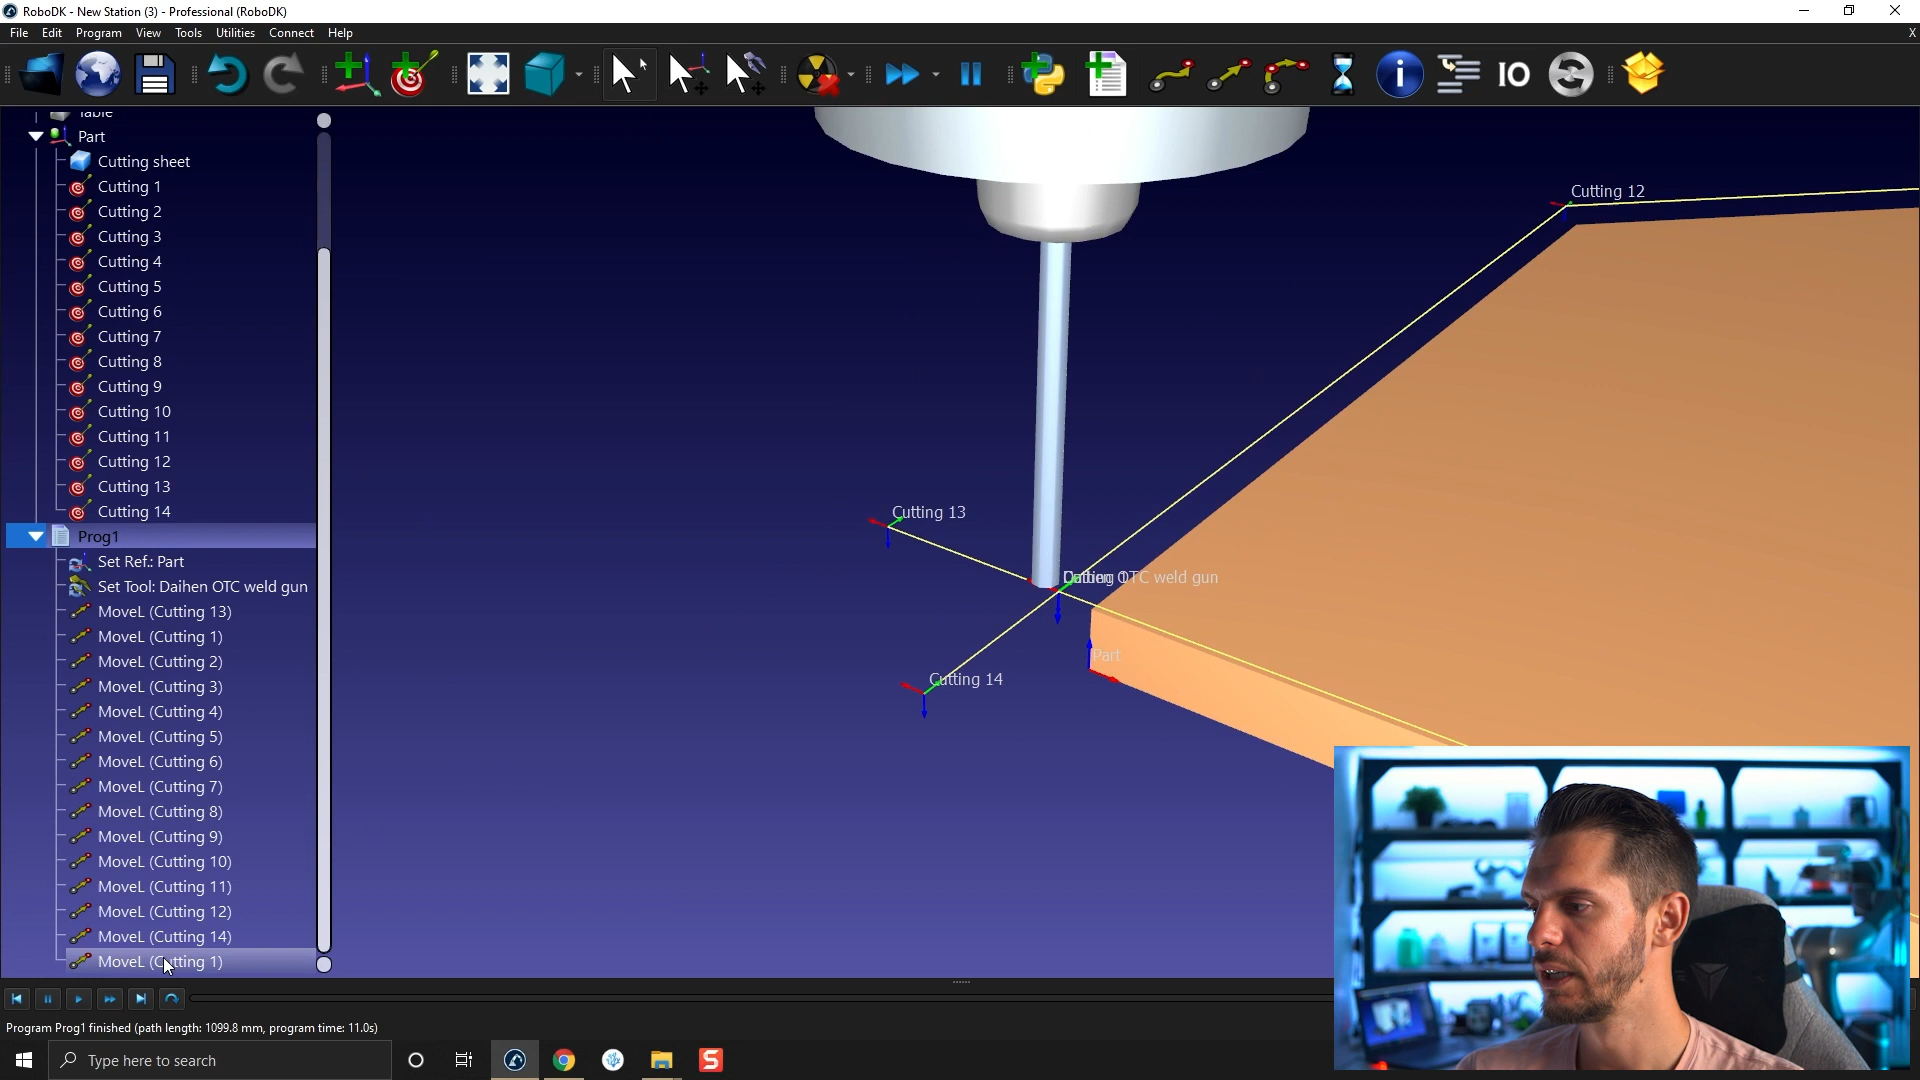 RoboDK - New Station (3) - Professional (RoboDK)
File Edit Program View Tools Utilities Connect Help
X
IO
Table
Part
Cutting sheet
Cutting 1
Cutting 2
Cutting 3
Cutting 4
Cutting 5
Cutting 6
Cutting 7
Cutting 8
Cutting 9
Cutting 10
Cutting 11
Cutting 12
Cutting 13
Cutting 14
Prog1
Set Ref.: Part
Set Tool: Daihen OTC weld gun
MoveL (Cutting 13)
MoveL (Cutting 1)
MoveL (Cutting 2)
MoveL (Cutting 3)
MoveL (Cutting 4)
MoveL (Cutting 5)
MoveL (Cutting 6)
MoveL (Cutting 7)
MoveL (Cutting 8)
MoveL (Cutting 9)
MoveL (Cutting 10)
MoveL (Cutting 11)
MoveL (Cutting 12)
MoveL (Cutting 14)
MoveL (Cutting 1)
Cutting 12
Cutting 13
OTC weld gun
Part
Cutting 14
Program Prog1 finished (path length: 1099.8 mm, program time: 11.0s)
Type here to search